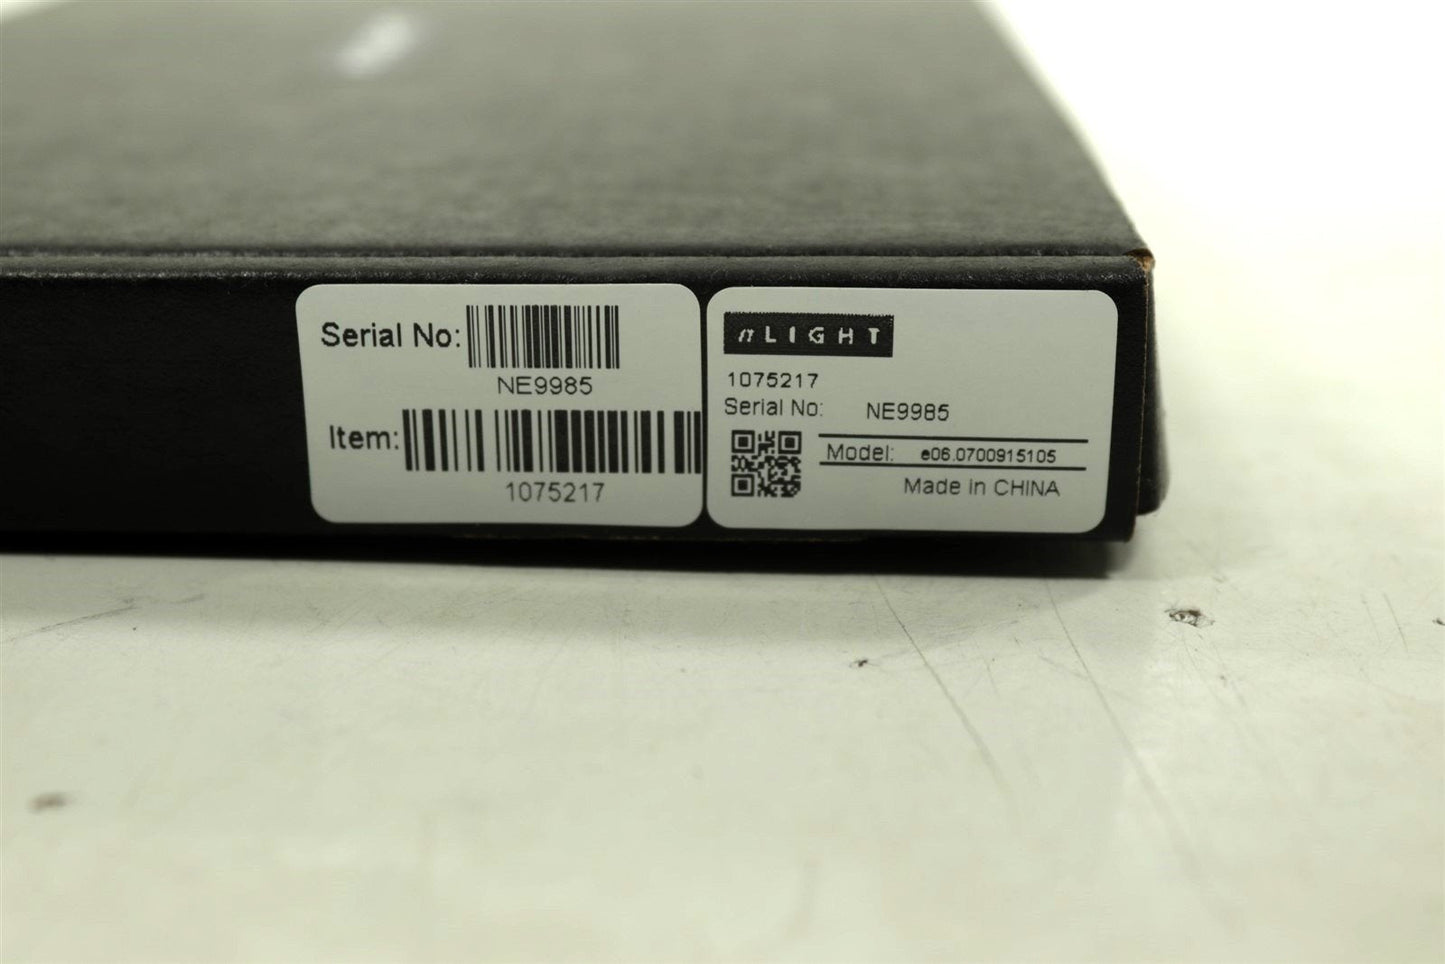 Serial No:
NE9985
Item:
1075217
nLIGHT
1075217
Serial No: NE9985
Model: e06.0700915105
Made in CHINA